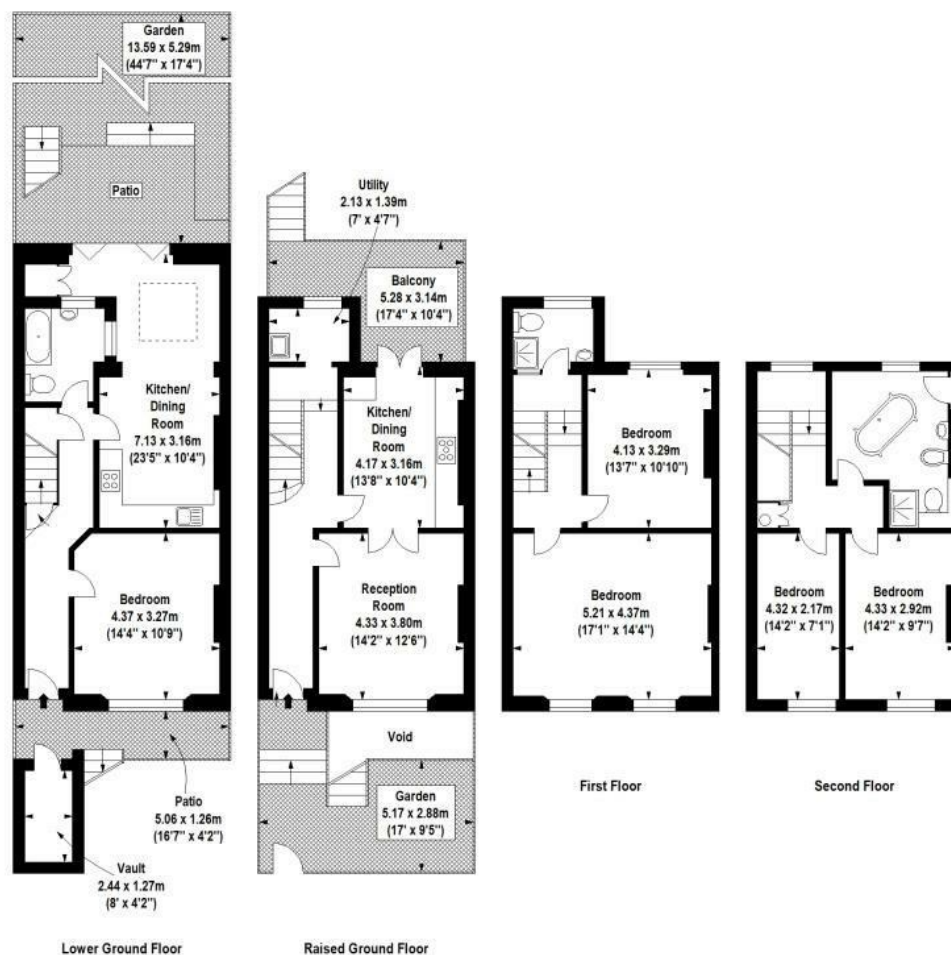 Garden
13.59 x 5.29m
(44'7" x 17'4")
Patio
Kitchen/
Dining
Room
7.13 x 3.16m
(23'5" x 10'4")
Bedroom
4.37 x 3.27m
(14'4" x 10'9")
Patio
5.06 x 1.26m
(16'7" x 4'2")
Vault
2.44 x 1.27m
(8' x 4'2")
Lower Ground Floor
Utility
2.13 x 1.39m
(7' x 4'7")
Balcony
5.28 x 3.14m
(17'4" x 10'4")
Kitchen/
Dining
Room
4.17 x 3.16m
(13'8" x 10'4")
Reception
Room
4.33 x 3.80m
(14'2" x 12'6")
Void
Garden
5.17 x 2.88m
(17' x 9'5")
Raised Ground Floor
Bedroom
4.13 x 3.29m
(13'7" x 10'10")
Bedroom
5.21 x 4.37m
(17'1" x 14'4")
First Floor
Bedroom
4.32 x 2.17m
(14'2" x 7'1")
Bedroom
4.33 x 2.92m
(14'2" x 9'7")
Second Floor